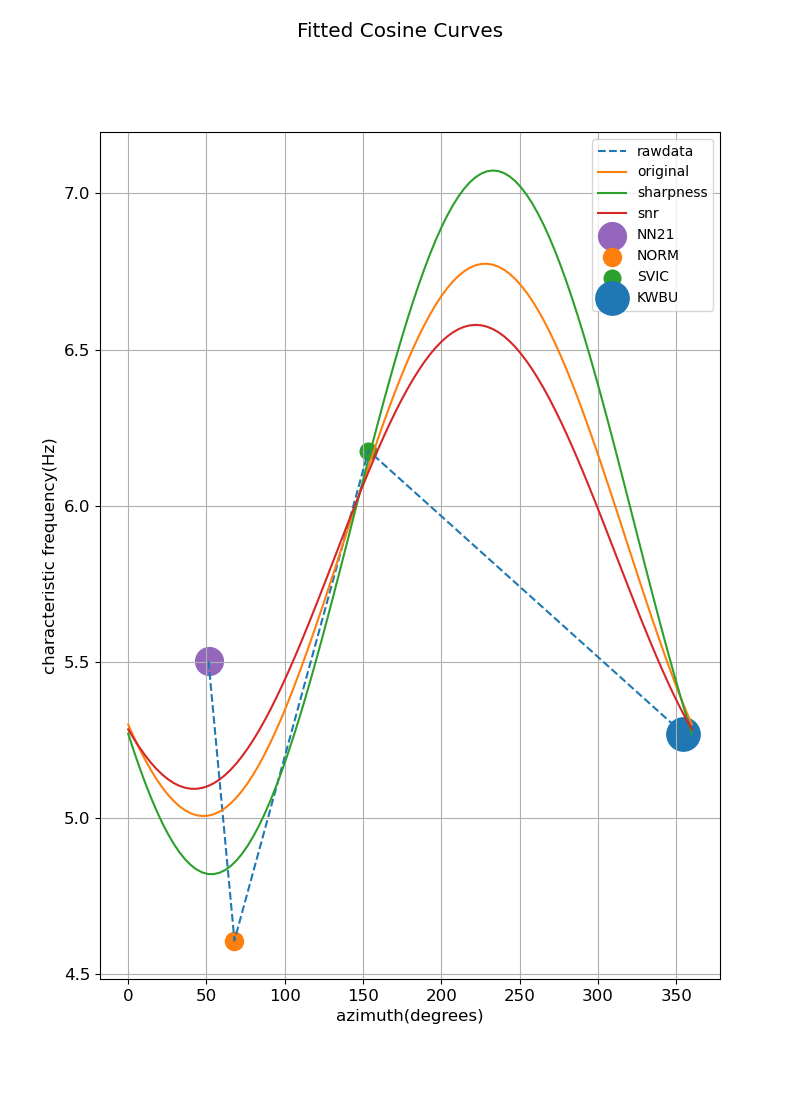 Fitted Cosine Curves
rawdata
original
sharpness
snr
NN21
NORM
SVIC
KWBU
7.0
6.5
6.0
5.5
5.0
4.5
characteristic frequency(Hz)
0 50 100 150 200 250 300 350
azimuth(degrees)